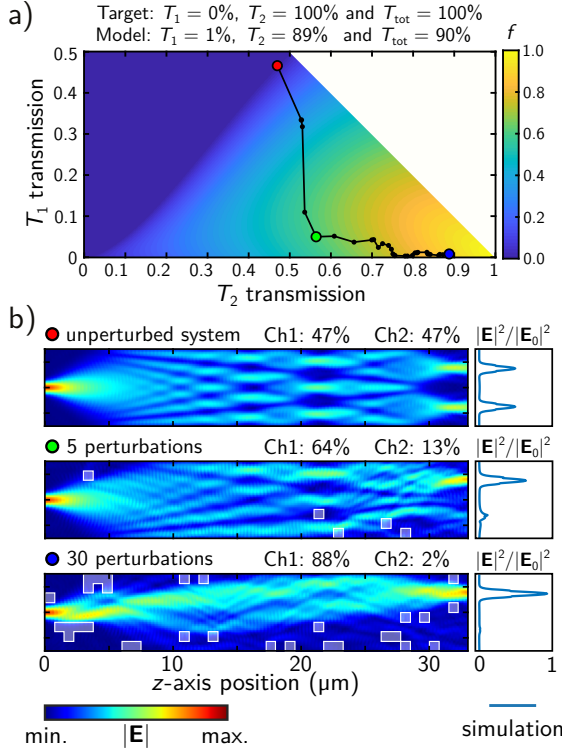 a) Target: T₁ = 0%, T₂ = 100% and Tₜₒₜ = 100%
Model: T₁ = 1%, T₂ = 89% and Tₜₒₜ = 90%
f
0.5
0.4
0.3
0.2
0.1
0
T₁ transmission
0 0.1 0.2 0.3 0.4 0.5 0.6 0.7 0.8 0.9 1
T₂ transmission
1.0
0.8
0.6
0.4
0.2
0.0
b)
unperturbed system Ch1: 47% Ch2: 47% |E|²/|E₀|²
5 perturbations Ch1: 64% Ch2: 13% |E|²/|E₀|²
30 perturbations Ch1: 88% Ch2: 2% |E|²/|E₀|²
0 10 20 30 0 1
z-axis position (μm)
min. |E| max.
simulation